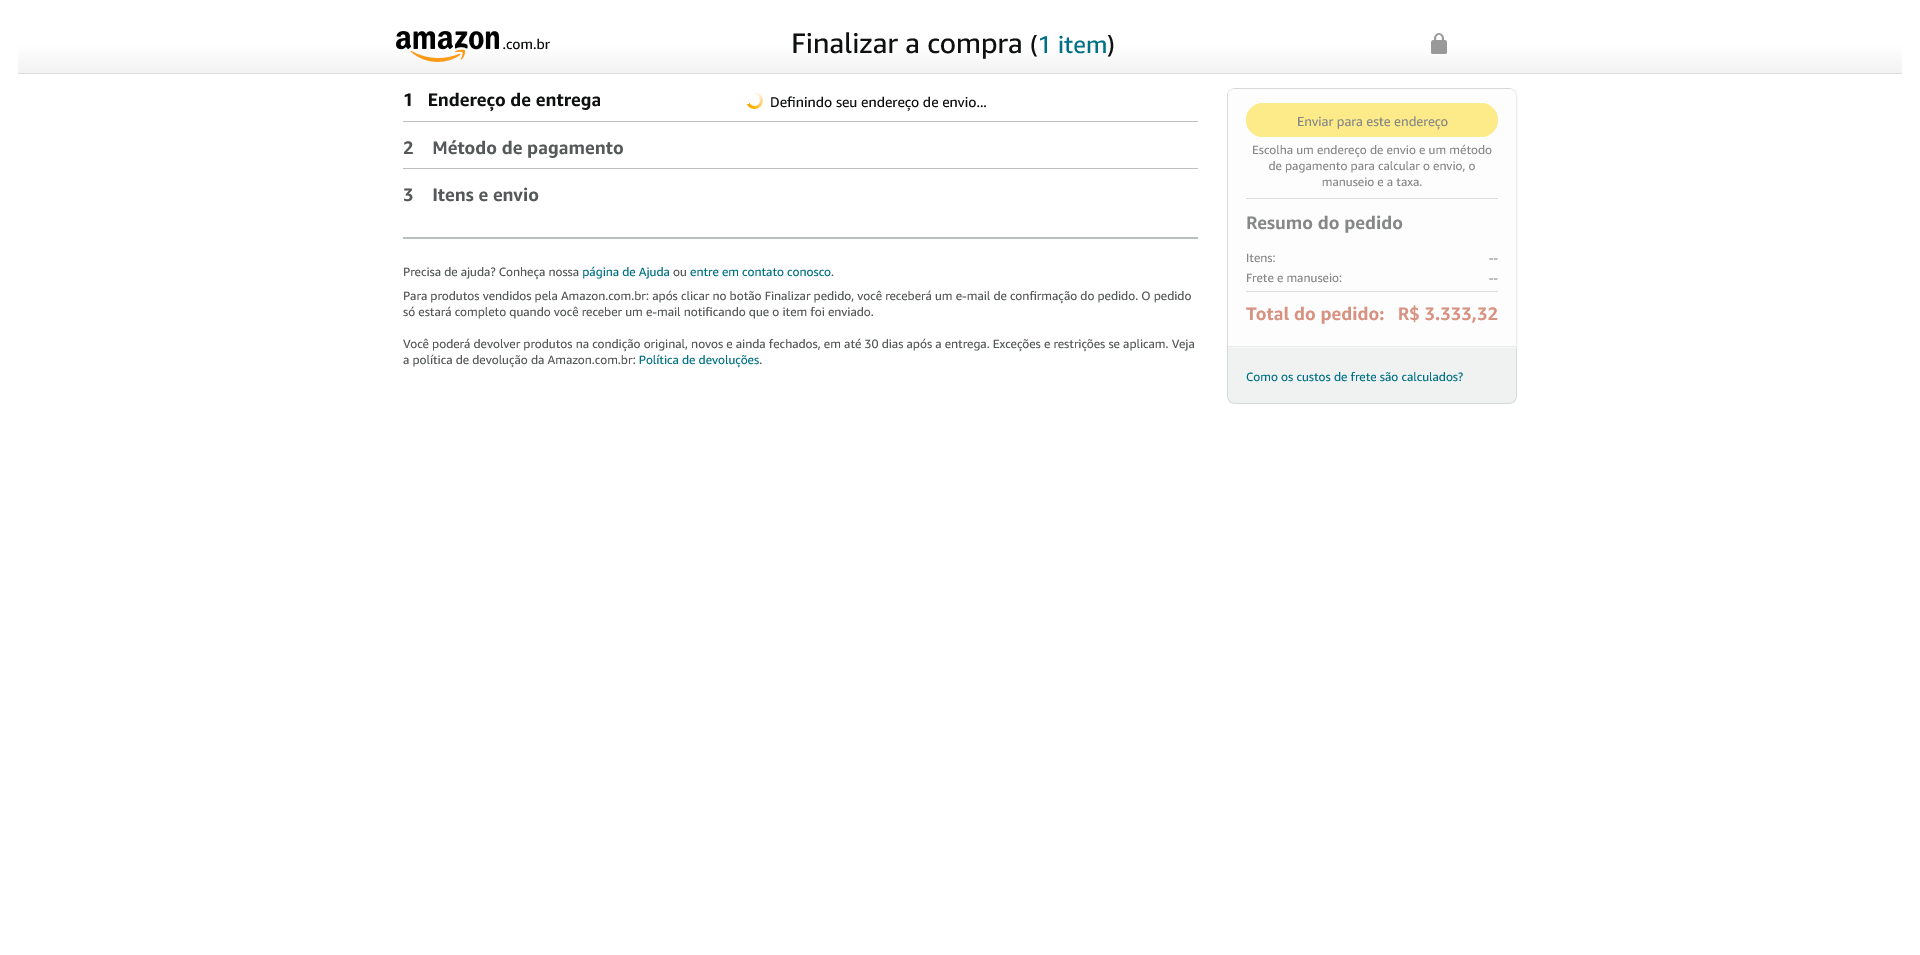 amazon.com.br
Finalizar a compra (1 item)
1 Endereço de entrega
Definindo seu endereço de envio...
2 Método de pagamento
3 Itens e envio
Precisa de ajuda? Conheça nossa página de Ajuda ou entre em contato conosco.
Para produtos vendidos pela Amazon.com.br: após clicar no botão Finalizar pedido, você receberá um e-mail de confirmação do pedido. O pedido
só estará completo quando você receber um e-mail notificando que o item foi enviado.
Você poderá devolver produtos na condição original, novos e ainda fechados, em até 30 dias após a entrega. Exceções e restrições se aplicam. Veja
a política de devolução da Amazon.com.br: Política de devoluções.
Enviar para este endereço
Escolha um endereço de envio e um método
de pagamento para calcular o envio, o
manuseio e a taxa.
Resumo do pedido
Itens: --
Frete e manuseio: --
Total do pedido: R$ 3.333,32
Como os custos de frete são calculados?